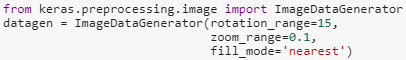 from keras.preprocessing.image import ImageDataGenerator
datagen = ImageDataGenerator(rotation_range=15,
                             zoom_range=0.1,
                             fill_mode='nearest')